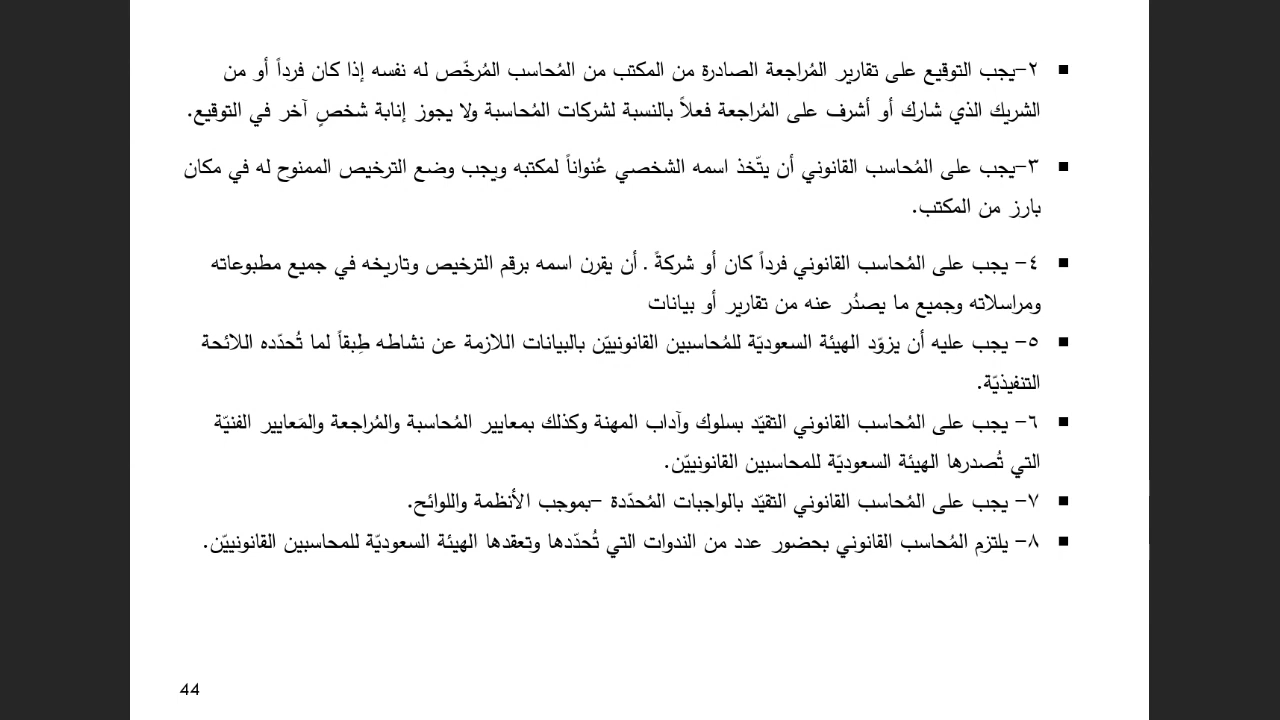 ▪ ٢-يجب التوقيع على تقارير المُراجعة الصادرة من المكتب من المُحاسب المُرخّص له نفسه إذا كان فرداً أو من
الشريك الذي شارك أو أشرف على المُراجعة فعلاً بالنسبة لشركات المُحاسبة ولا يجوز إنابة شخصٍ آخر في التوقيع.
▪ ٣-يجب على المُحاسب القانوني أن يتّخذ اسمه الشخصي عُنواناً لمكتبه ويجب وضع الترخيص الممنوح له في مكان
بارز من المكتب.
▪ ٤- يجب على المُحاسب القانوني فرداً كان أو شركةً . أن يقرن اسمه برقم الترخيص وتاريخه في جميع مطبوعاته
ومراسلاته وجميع ما يصدُر عنه من تقارير أو بيانات
▪ ٥- يجب عليه أن يزوّد الهيئة السعوديّة للمُحاسبين القانونييّن بالبيانات اللازمة عن نشاطه طِبقاً لما تُحدّده اللائحة
التنفيذيّة.
▪ ٦- يجب على المُحاسب القانوني التقيّد بسلوك وآداب المهنة وكذلك بمعايير المُحاسبة والمُراجعة والمَعايير الفنيّة
التي تُصدرها الهيئة السعوديّة للمحاسبين القانونييّن.
▪ ٧- يجب على المُحاسب القانوني التقيّد بالواجبات المُحدّدة -بموجب الأنظمة واللوائح.
▪ ٨- يلتزم المُحاسب القانوني بحضور عدد من الندوات التي تُحدّدها وتعقدها الهيئة السعوديّة للمحاسبين القانونييّن.
44